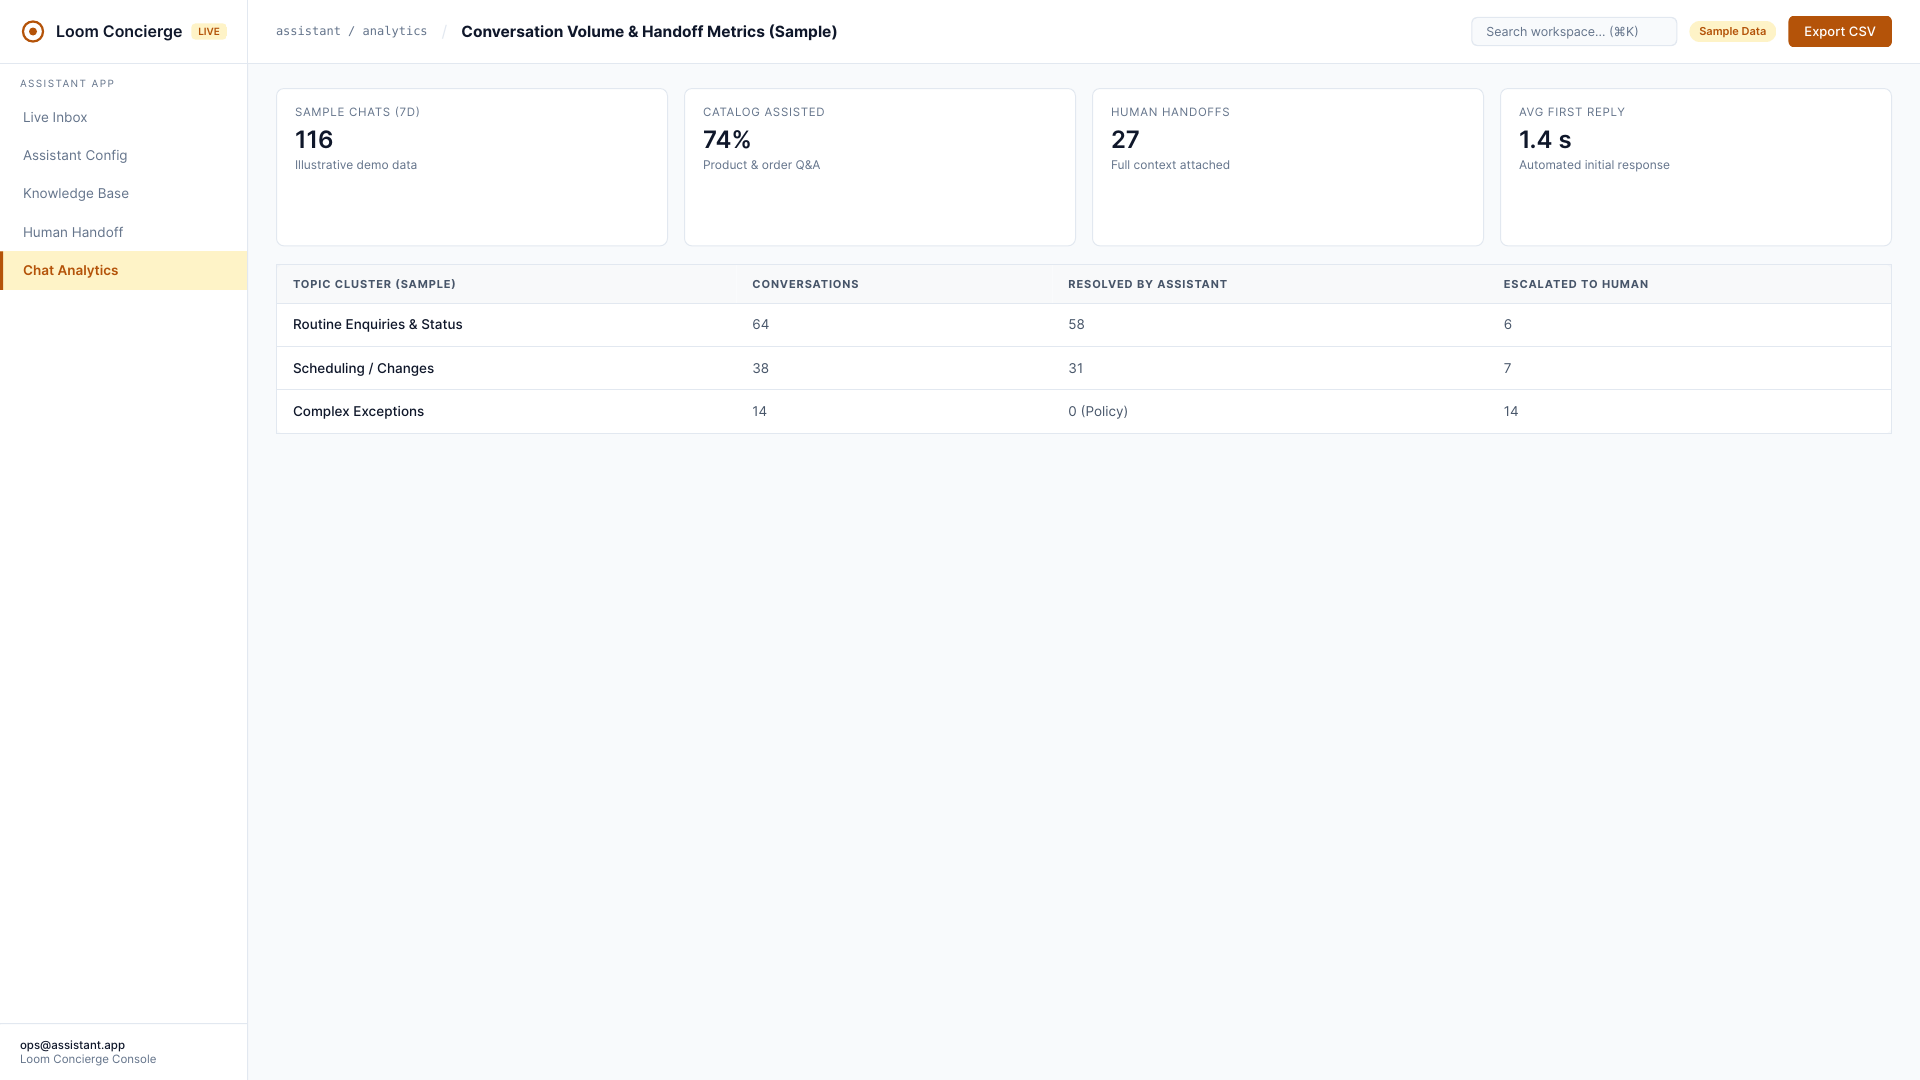 Loom Concierge LIVE
ASSISTANT APP
Live Inbox
Assistant Config
Knowledge Base
Human Handoff
Chat Analytics
ops@assistant.app
Loom Concierge Console
assistant / analytics / Conversation Volume & Handoff Metrics (Sample)
Search workspace... (⌘K)
Sample Data
Export CSV
SAMPLE CHATS (7D)
116
Illustrative demo data
CATALOG ASSISTED
74%
Product & order Q&A
HUMAN HANDOFFS
27
Full context attached
AVG FIRST REPLY
1.4 s
Automated initial response
TOPIC CLUSTER (SAMPLE) CONVERSATIONS RESOLVED BY ASSISTANT ESCALATED TO HUMAN
Routine Enquiries & Status 64 58 6
Scheduling / Changes 38 31 7
Complex Exceptions 14 0 (Policy) 14